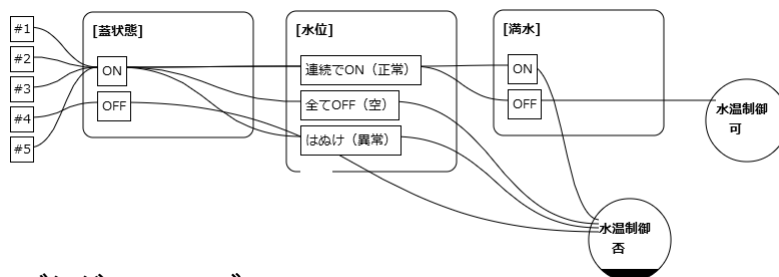 #1
#2
#3
#4
#5
[蓋状態]
ON
OFF
[水位]
連続でON（正常）
全てOFF（空）
はぬけ（異常）
[満水]
ON
OFF
水温制御
可
水温制御
否